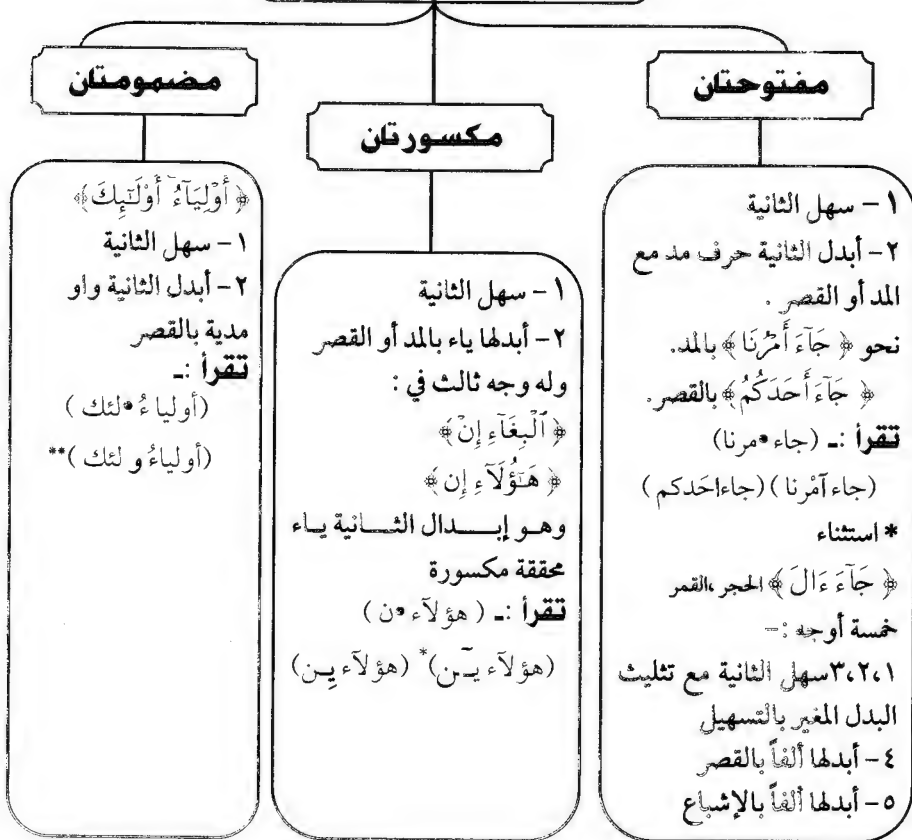 مفتوحتان
١ - سهل الثانية
٢ - أبدل الثانية حرف مد مع
المد أو القصر .
نحو ﴿ جَآءَ أَمْرُنَا ﴾ بالمد.
﴿ جَآءَ أَحَدَكُمُ ﴾ بالقصر.
تقرأ :ـ (جاء •مرنا)
(جاء آمْرنا ) (جاءاحَدكم )
* استثناء
﴿ جَآءَ ءَالَ ﴾ الحجر ،القمر
خمسة أوجه :-
٣،٢،١سهل الثانية مع تثليث
البدل المغير بالتسهيل
٤ - أبدلها ألفاً بالقصر
٥ - أبدلها ألفاً بالإشباع
مكسورتان
١ - سهل الثانية
٢ - أبدلها ياء بالمد أو القصر
وله وجه ثالث في :
﴿ ٱلْبِغَآءِ إِنْ ﴾
﴿ هَٰٓؤُلَآءِ إِن ﴾
وهو إبدال الثانية ياء
محققة مكسورة
تقرأ :ـ ( هؤلآء •ن )
(هؤلآء يـٓن)* (هؤلآء يِـن)
مضمومتان
﴿ أَوْلِيَآءُ أُوْلَٰٓئِكَ ﴾
١ - سهل الثانية
٢ - أبدل الثانية واو
مدية بالقصر
تقرأ :ـ
(أولياءُ •لئك )
(أولياءُ و لئك )**